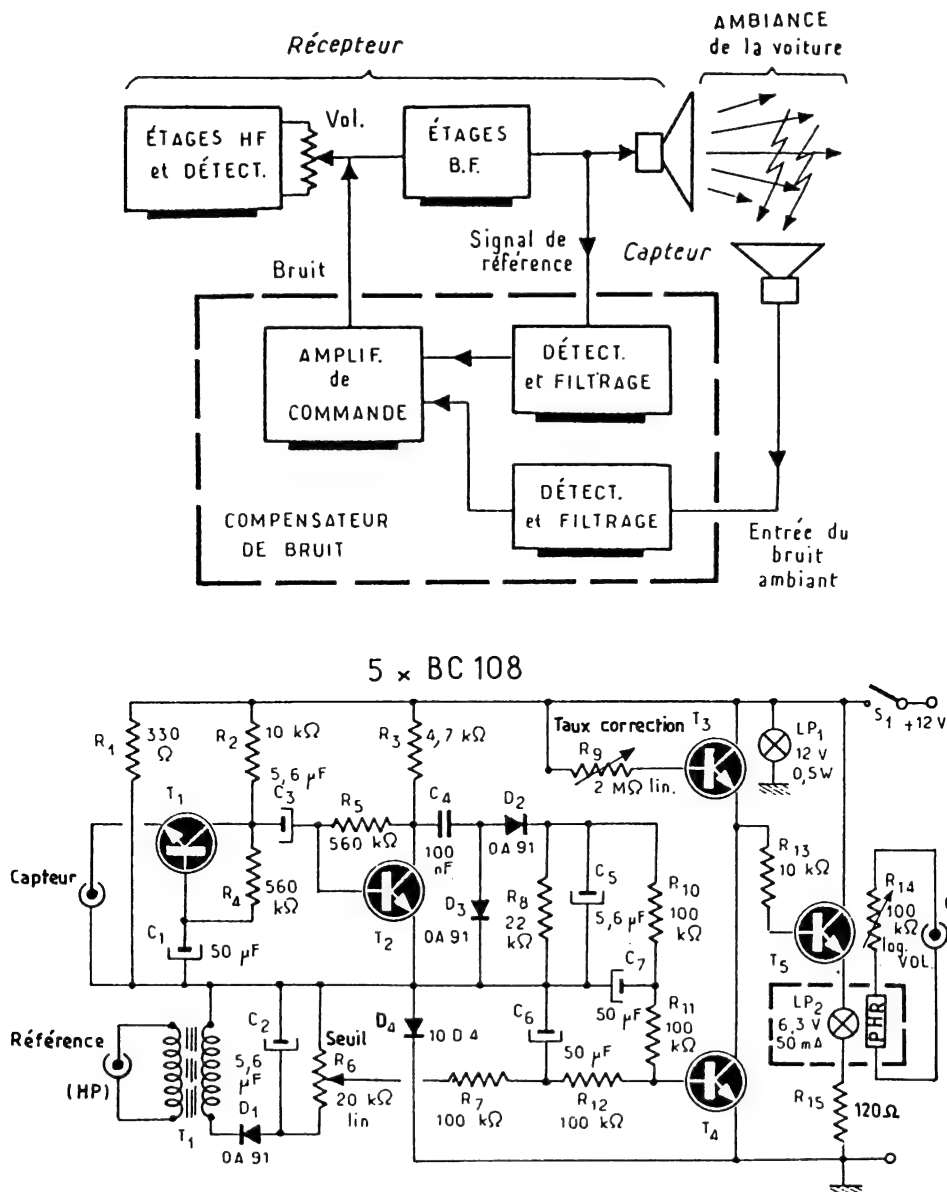 Récepteur
AMBIANCE
de la voiture
ÉTAGES HF
et DÉTECT.
Vol.
ÉTAGES
B.F.
Signal de
référence
Capteur
Bruit
AMPLIF.
de
COMMANDE
DÉTECT.
et FILTRAGE
DÉTECT.
et FILTRAGE
COMPENSATEUR
DE BRUIT
Entrée du
bruit
ambiant
5 x BC 108
R1
330
Ω
R2
10 kΩ
R3
4,7 kΩ
Taux correction
R9
2 MΩ lin.
T3
LP1
12 V
0,5W
S1
+12 V
T1
5,6 µF
C3
R5
560 kΩ
C4
100
nF
D2
OA 91
R4
560
kΩ
T2
D3
OA 91
R8
22
kΩ
C5
5,6 µF
R10
100
kΩ
R13
10 kΩ
T5
R14
100
kΩ
log.
VOL.
Capteur
C1
50 µF
C7
50 µF
R11
100
kΩ
Référence
(HP)
T1
C2
5,6
µF
D1
OA 91
Seuil
R6
20 kΩ
lin
D4
10 D 4
C6
50 µF
R7
100 kΩ
R12
100 kΩ
T4
LP2
6,3 V
50 mA
PHR
R15
120Ω